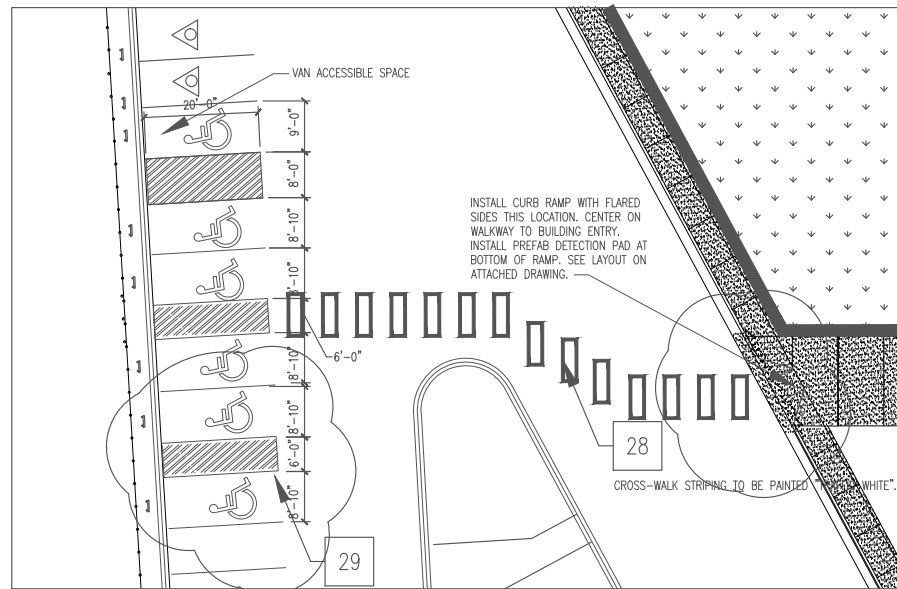 VAN ACCESSIBLE SPACE
20'-0"
9'-0"
8'-0"
8'-10"
8'-10"
6'-0"
8'-10"
8'-10"
6'-0"
8'-10"
INSTALL CURB RAMP WITH FLARED
SIDES THIS LOCATION. CENTER ON
WALKWAY TO BUILDING ENTRY.
INSTALL PREFAB DETECTION PAD AT
BOTTOM OF RAMP. SEE LAYOUT ON
ATTACHED DRAWING.
28
CROSS-WALK STRIPING TO BE PAINTED WHITE".
29